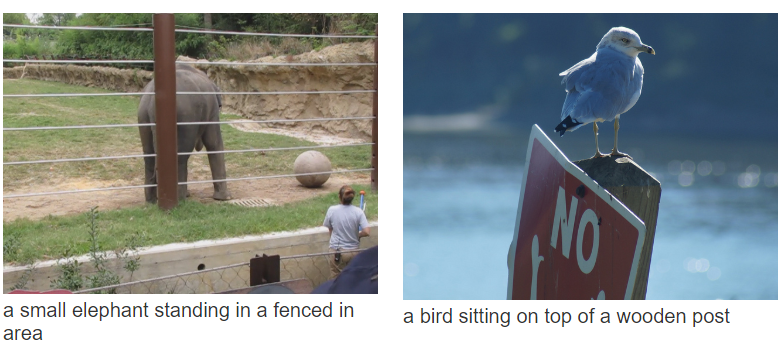 NO
a small elephant standing in a fenced in
area
a bird sitting on top of a wooden post